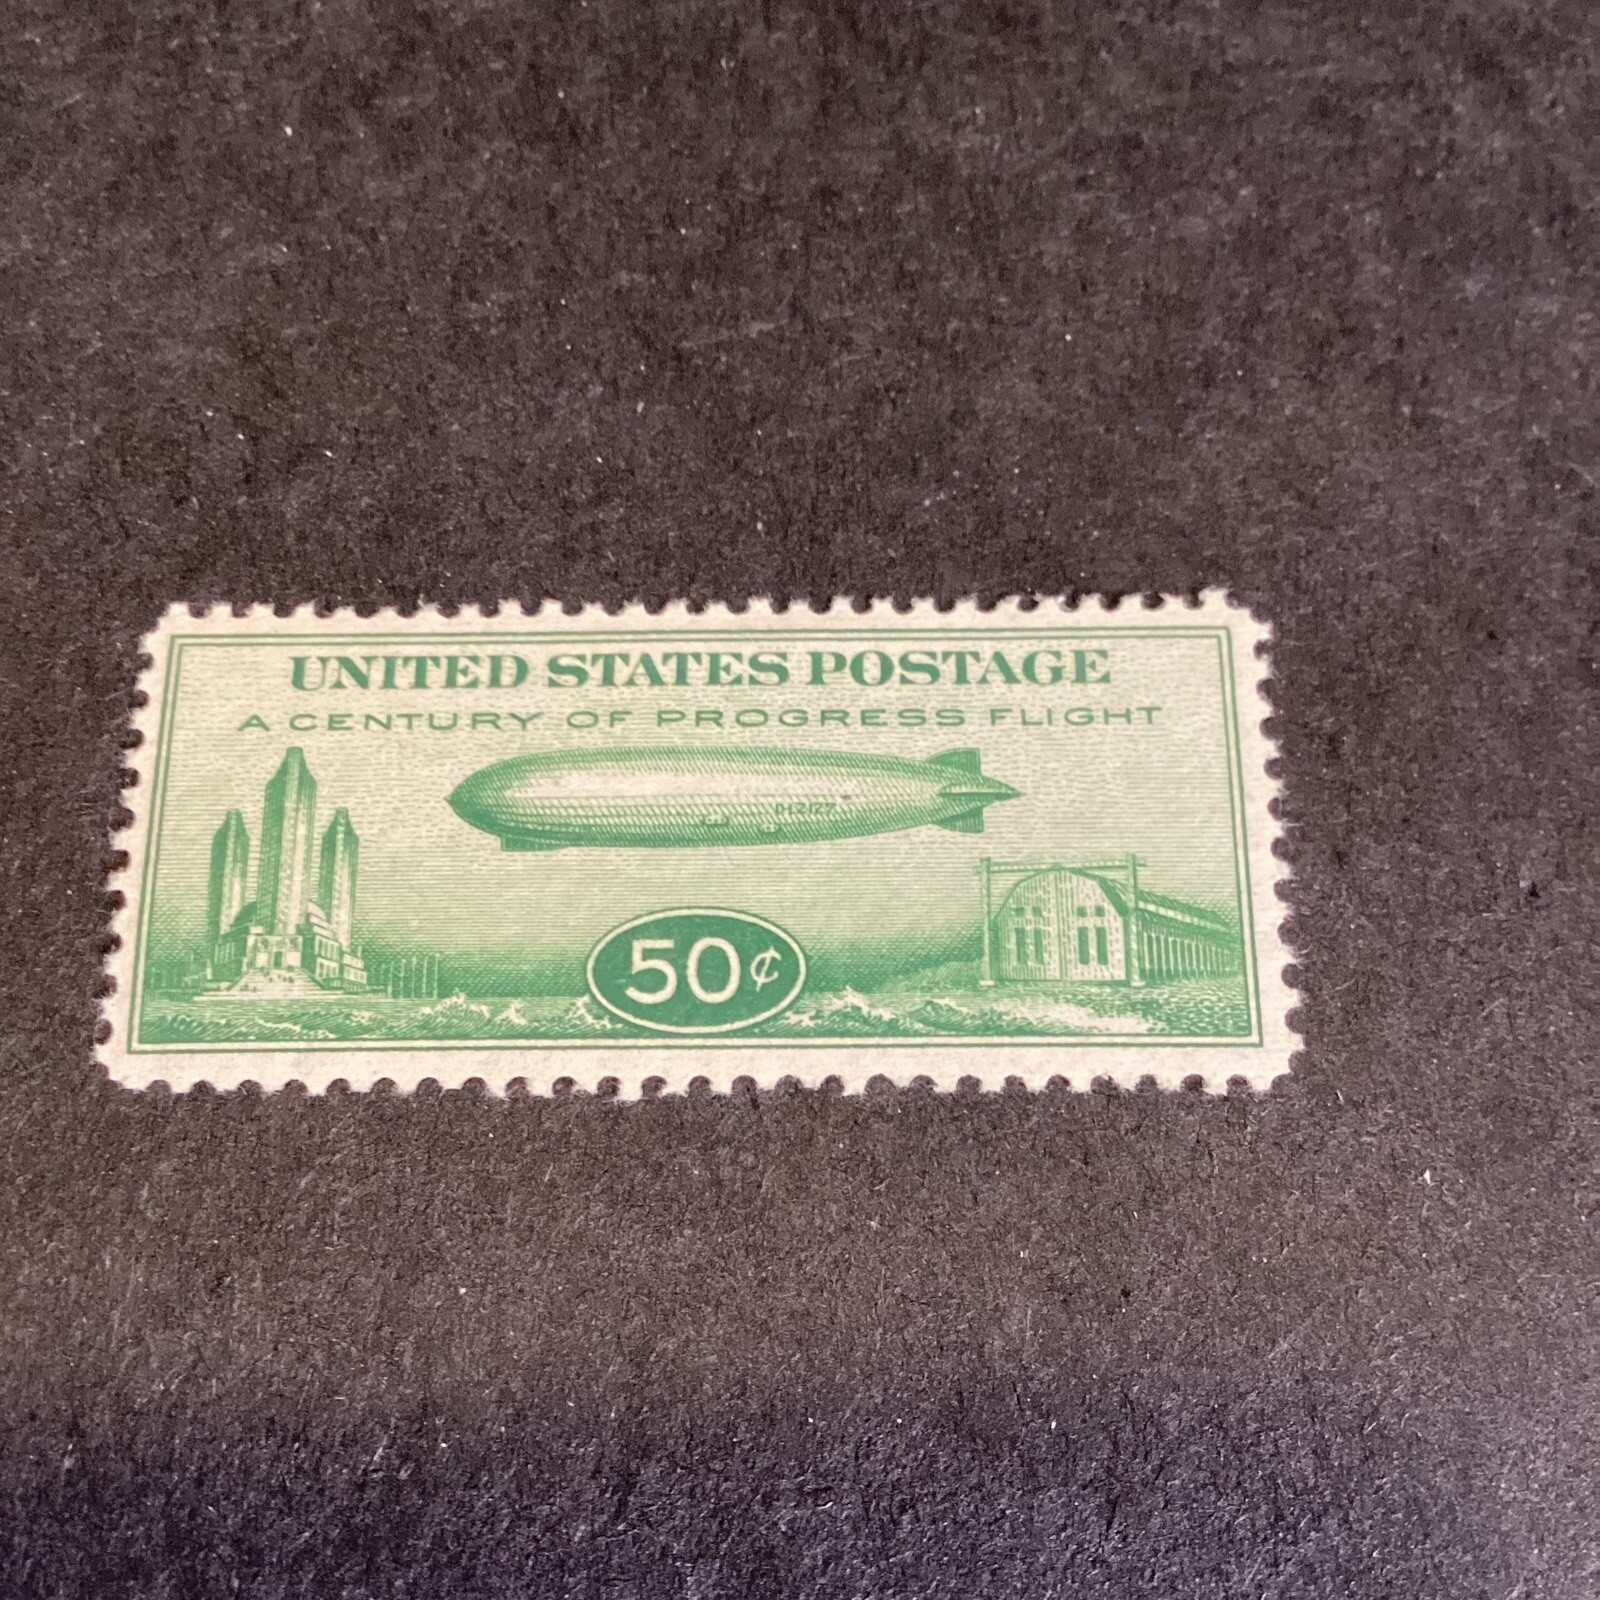 UNITED STATES POSTAGE
A CENTURY OF PROGRESS FLIGHT
50¢